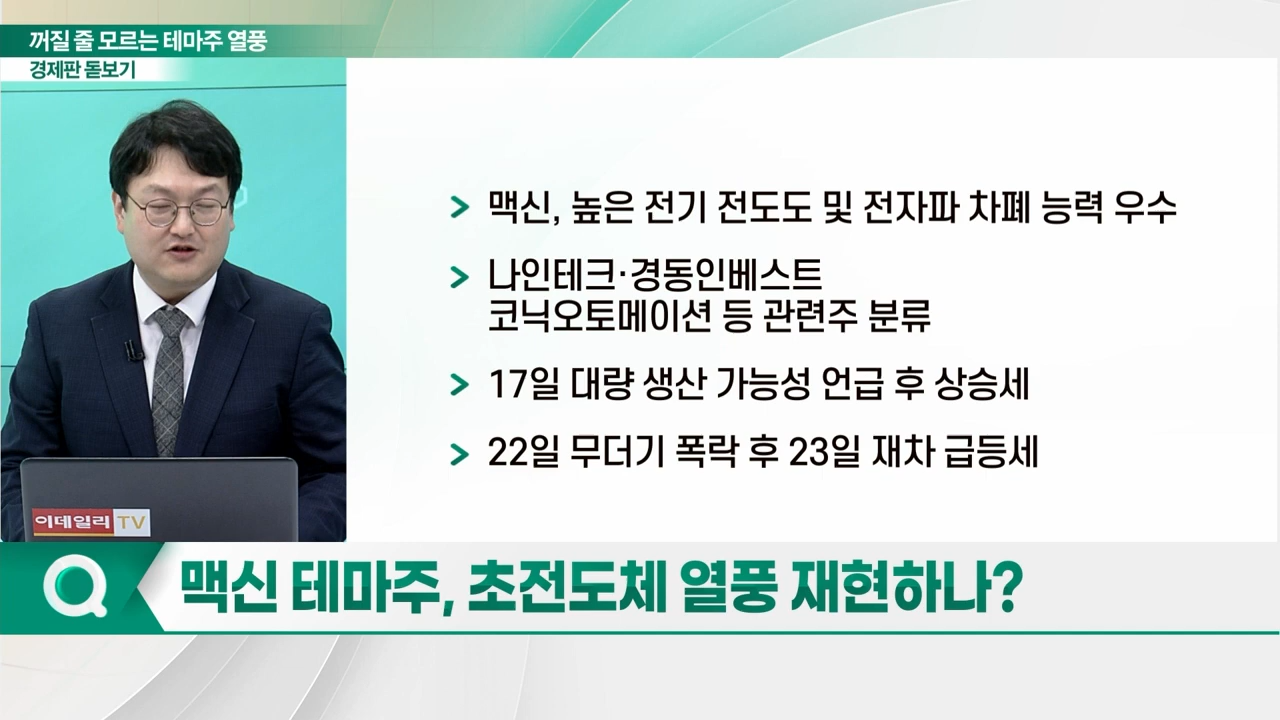 꺼질 줄 모르는 테마주 열풍
경제판 돋보기
맥신, 높은 전기 전도도 및 전자파 차폐 능력 우수
나인테크·경동인베스트
코닉오토메이션 등 관련주 분류
17일 대량 생산 가능성 언급 후 상승세
22일 무더기 폭락 후 23일 재차 급등세
이데일리 TV
맥신 테마주, 초전도체 열풍 재현하나?